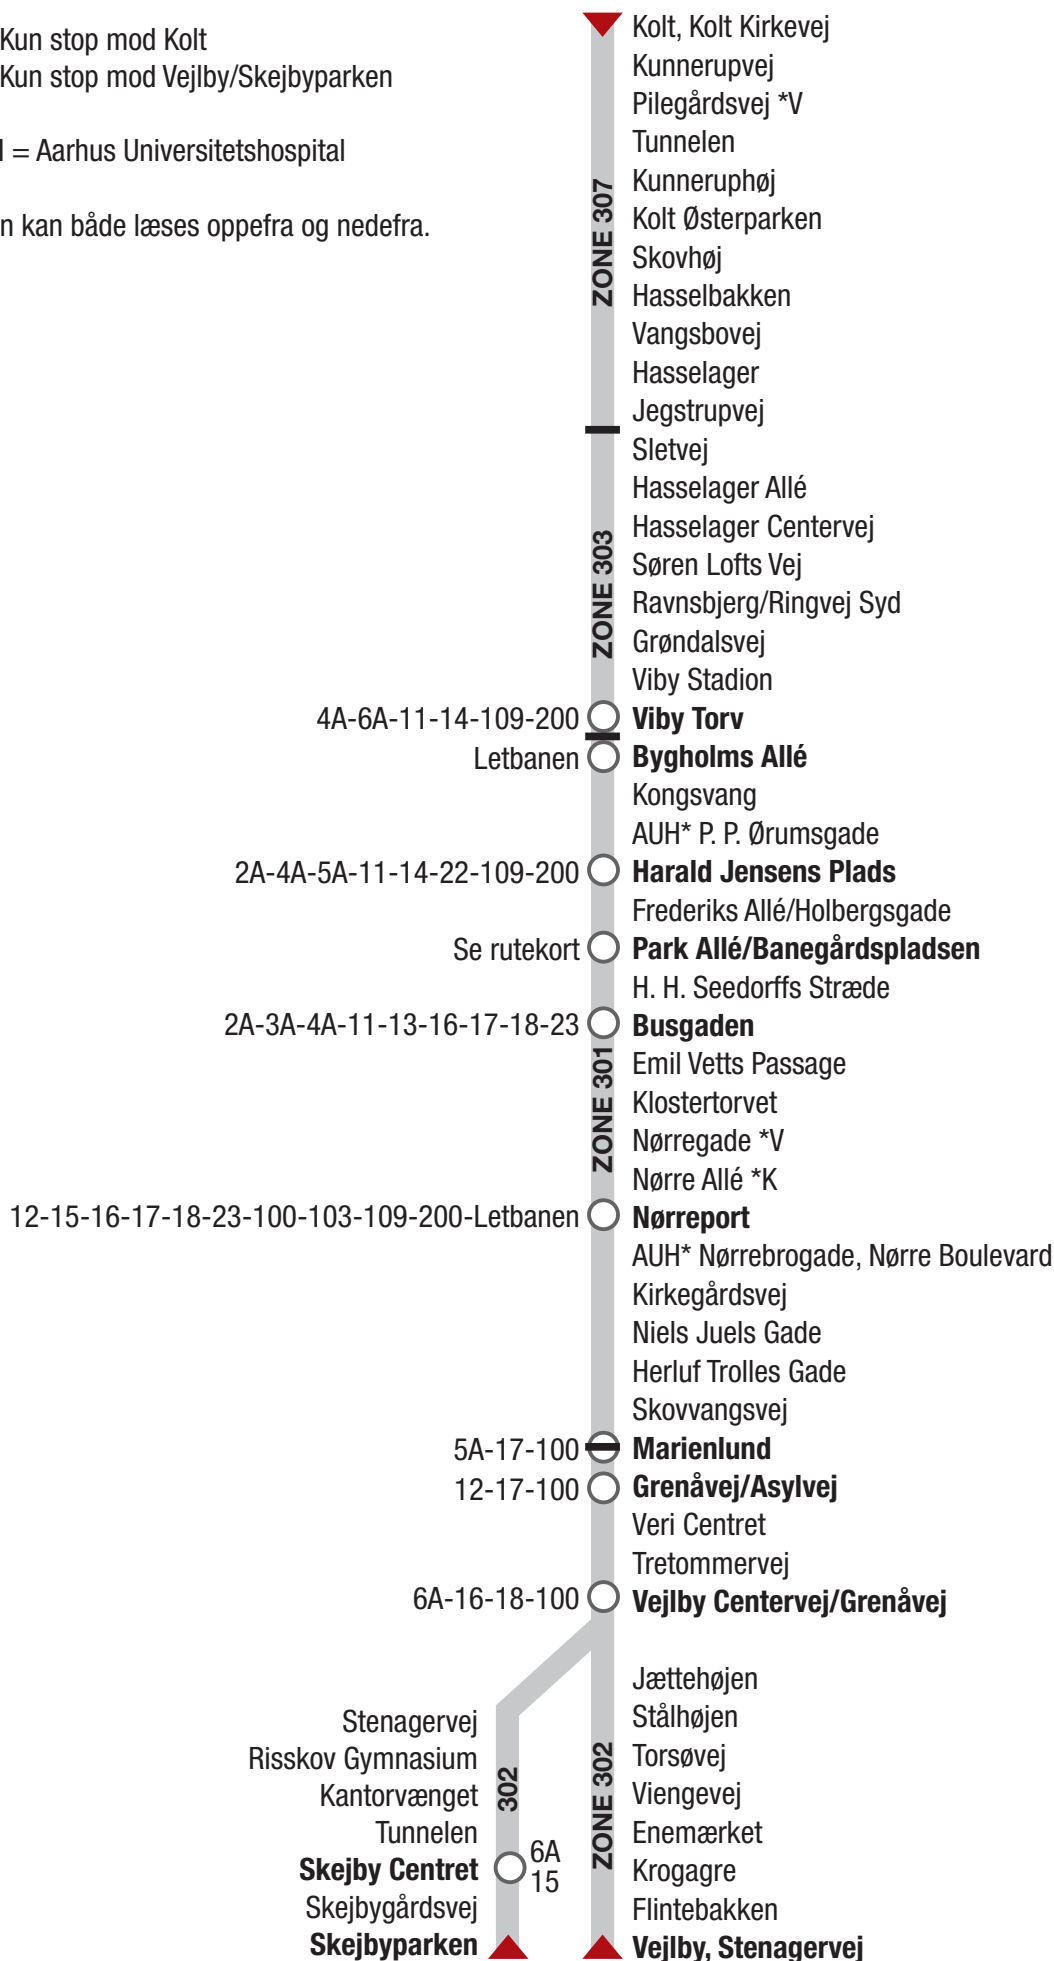 Kun stop mod Kolt
Kun stop mod Vejlby/Skejbyparken
= Aarhus Universitetshospital
n kan både læses oppefra og nedefra.
Kolt, Kolt Kirkevej
Kunnerupvej
Pilegårdsvej *V
Tunnelen
Kunneruphøj
Kolt Østerparken
Skovhøj
Hasselbakken
Vangsbovej
Hasselager
Jegstrupvej
ZONE 307
Sletvej
Hasselager Allé
Hasselager Centervej
Søren Lofts Vej
Ravnsbjerg/Ringvej Syd
Grøndalsvej
Viby Stadion
ZONE 303
4A-6A-11-14-109-200 Viby Torv
Letbanen Bygholms Allé
Kongsvang
AUH* P. P. Ørumsgade
2A-4A-5A-11-14-22-109-200 Harald Jensens Plads
Frederiks Allé/Holbergsgade
Se rutekort Park Allé/Banegårdspladsen
H. H. Seedorffs Stræde
2A-3A-4A-11-13-16-17-18-23 Busgaden
Emil Vetts Passage
Klostertorvet
Nørregade *V
Nørre Allé *K
ZONE 301
12-15-16-17-18-23-100-103-109-200-Letbanen Nørreport
AUH* Nørrebrogade, Nørre Boulevard
Kirkegårdsvej
Niels Juels Gade
Herluf Trolles Gade
Skovvangsvej
5A-17-100 Marienlund
12-17-100 Grenåvej/Asylvej
Veri Centret
Tretommervej
6A-16-18-100 Vejlby Centervej/Grenåvej
Jættehøjen
Stålhøjen
Torsøvej
Viengevej
Enemærket
Krogagre
Flintebakken
Vejlby, Stenagervej
ZONE 302
Stenagervej
Risskov Gymnasium
Kantorvænget
Tunnelen
Skejby Centret
6A
15
Skejbygårdsvej
Skejbyparken
302